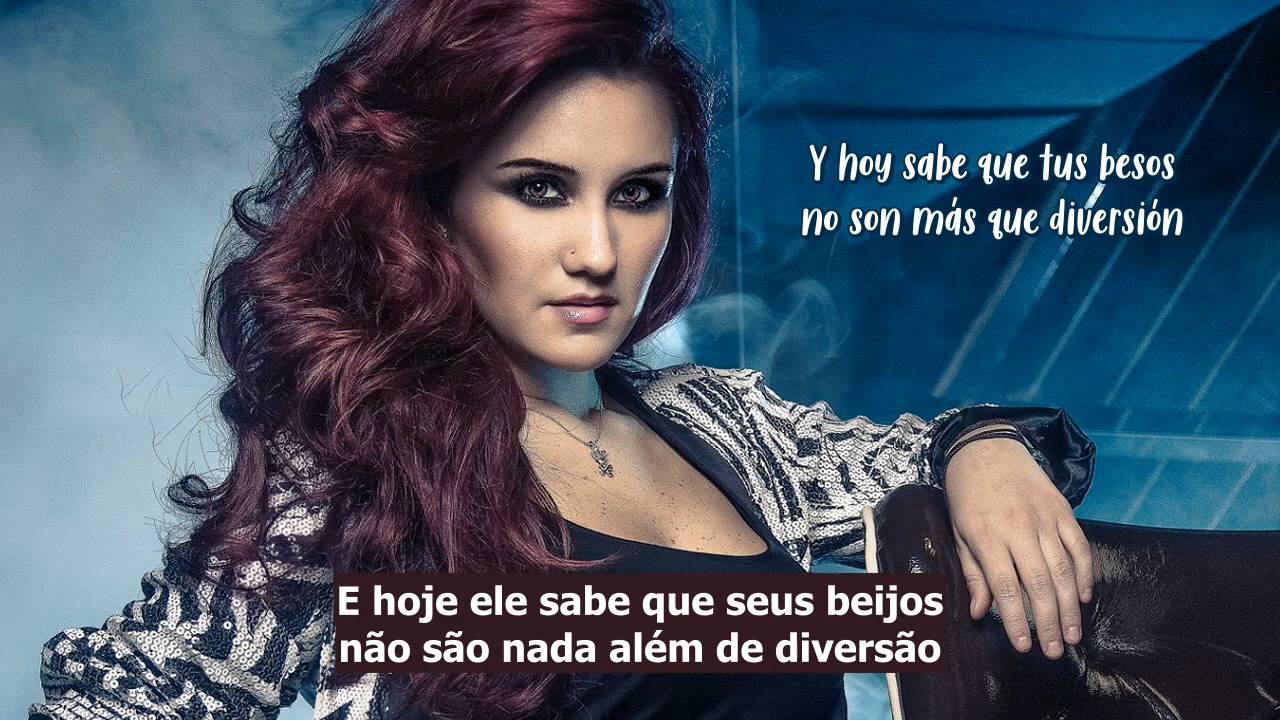 Y hoy sabe que tus besos
no son más que diversión
E hoje ele sabe que seus beijos
não são nada além de diversão